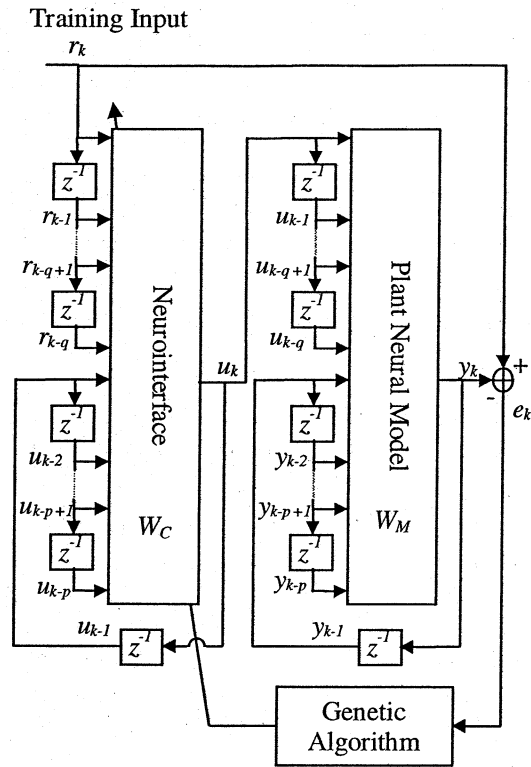 Training Input
r_k
z^-1
r_k-1
r_k-q+1
z^-1
r_k-q
z^-1
u_k-2
u_k-p+1
z^-1
u_k-p
u_k-1
z^-1
Neurointerface
W_C
u_k
z^-1
u_k-1
u_k-q+1
z^-1
u_k-q
z^-1
y_k-2
y_k-p+1
z^-1
y_k-p
y_k-1
z^-1
Plant Neural Model
W_M
y_k
+
-
e_k
Genetic
Algorithm